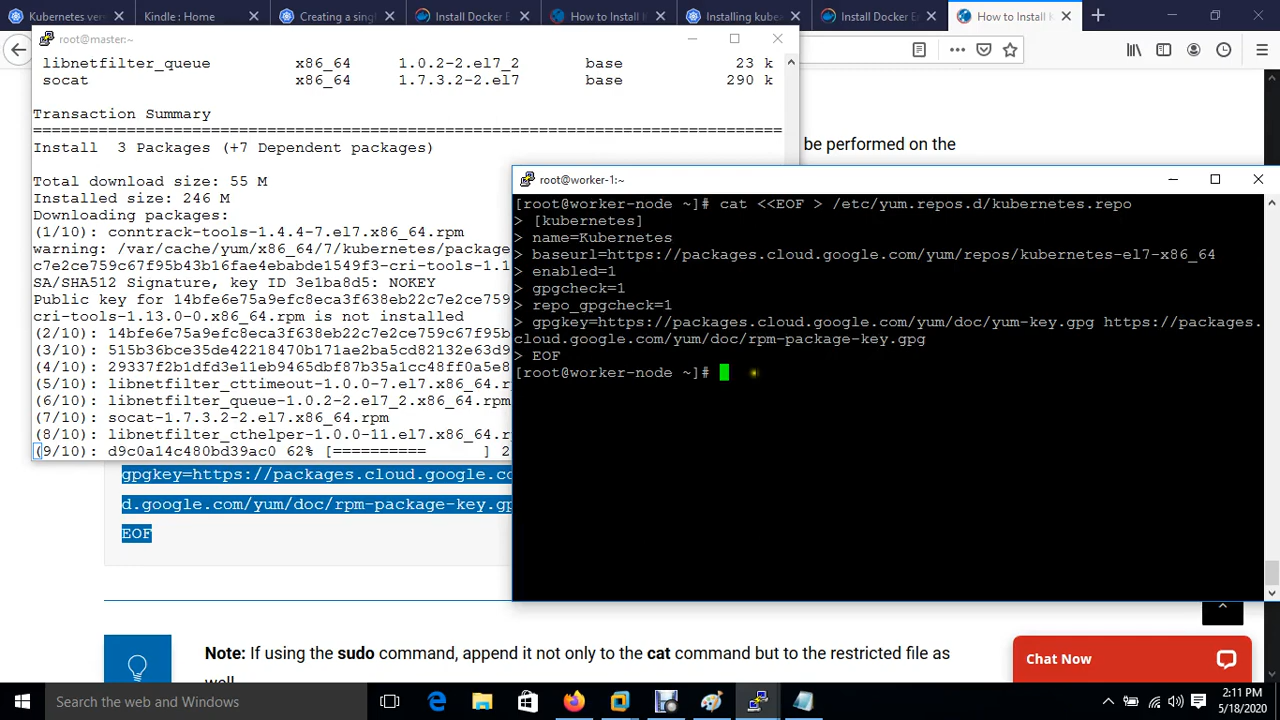 Kubernetes ver
Kindle : Home
Creating a singl
Install Docker E
How to Install K
Installing kubea
Install Docker E
How to Install K
root@master:~
libnetfilter_queue x86_64 1.0.2-2.el7_2 base 23 k
socat x86_64 1.7.3.2-2.el7 base 290 k
Transaction Summary
================================================================================
Install  3 Packages (+7 Dependent packages)
Total download size: 55 M
Installed size: 246 M
Downloading packages:
(1/10): conntrack-tools-1.4.4-7.el7.x86_64.rpm
warning: /var/cache/yum/x86_64/7/kubernetes/package
c7e2ce759c67f95b43b16fae4ebabde1549f3-cri-tools-1.1
SA/SHA512 Signature, key ID 3e1ba8d5: NOKEY
Public key for 14bfe6e75a9efc8eca3f638eb22c7e2ce759
cri-tools-1.13.0-0.x86_64.rpm is not installed
(2/10): 14bfe6e75a9efc8eca3f638eb22c7e2ce759c67f95b
(3/10): 515b36bce35de42218470b171ae2ba5cd82132e63d9
(4/10): 29337f2b1dfd3e11eb9465dbf87b35a1cc48ff0a5e8
(5/10): libnetfilter_cttimeout-1.0.0-7.el7.x86_64.r
(6/10): libnetfilter_queue-1.0.2-2.el7_2.x86_64.rpm
(7/10): socat-1.7.3.2-2.el7.x86_64.rpm
(8/10): libnetfilter_cthelper-1.0.0-11.el7.x86_64.r
(9/10): d9c0a14c480bd39ac0 62% [========== ] 2
be performed on the
root@worker-1:~
[root@worker-node ~]# cat <<EOF > /etc/yum.repos.d/kubernetes.repo
> [kubernetes]
> name=Kubernetes
> baseurl=https://packages.cloud.google.com/yum/repos/kubernetes-el7-x86_64
> enabled=1
> gpgcheck=1
> repo_gpgcheck=1
> gpgkey=https://packages.cloud.google.com/yum/doc/yum-key.gpg https://packages.
cloud.google.com/yum/doc/rpm-package-key.gpg
> EOF
[root@worker-node ~]#
gpgkey=https://packages.cloud.google.co
d.google.com/yum/doc/rpm-package-key.gp
EOF
Note: If using the sudo command, append it not only to the cat command but to the restricted file as
well.
Chat Now
Search the web and Windows
2:11 PM
5/18/2020